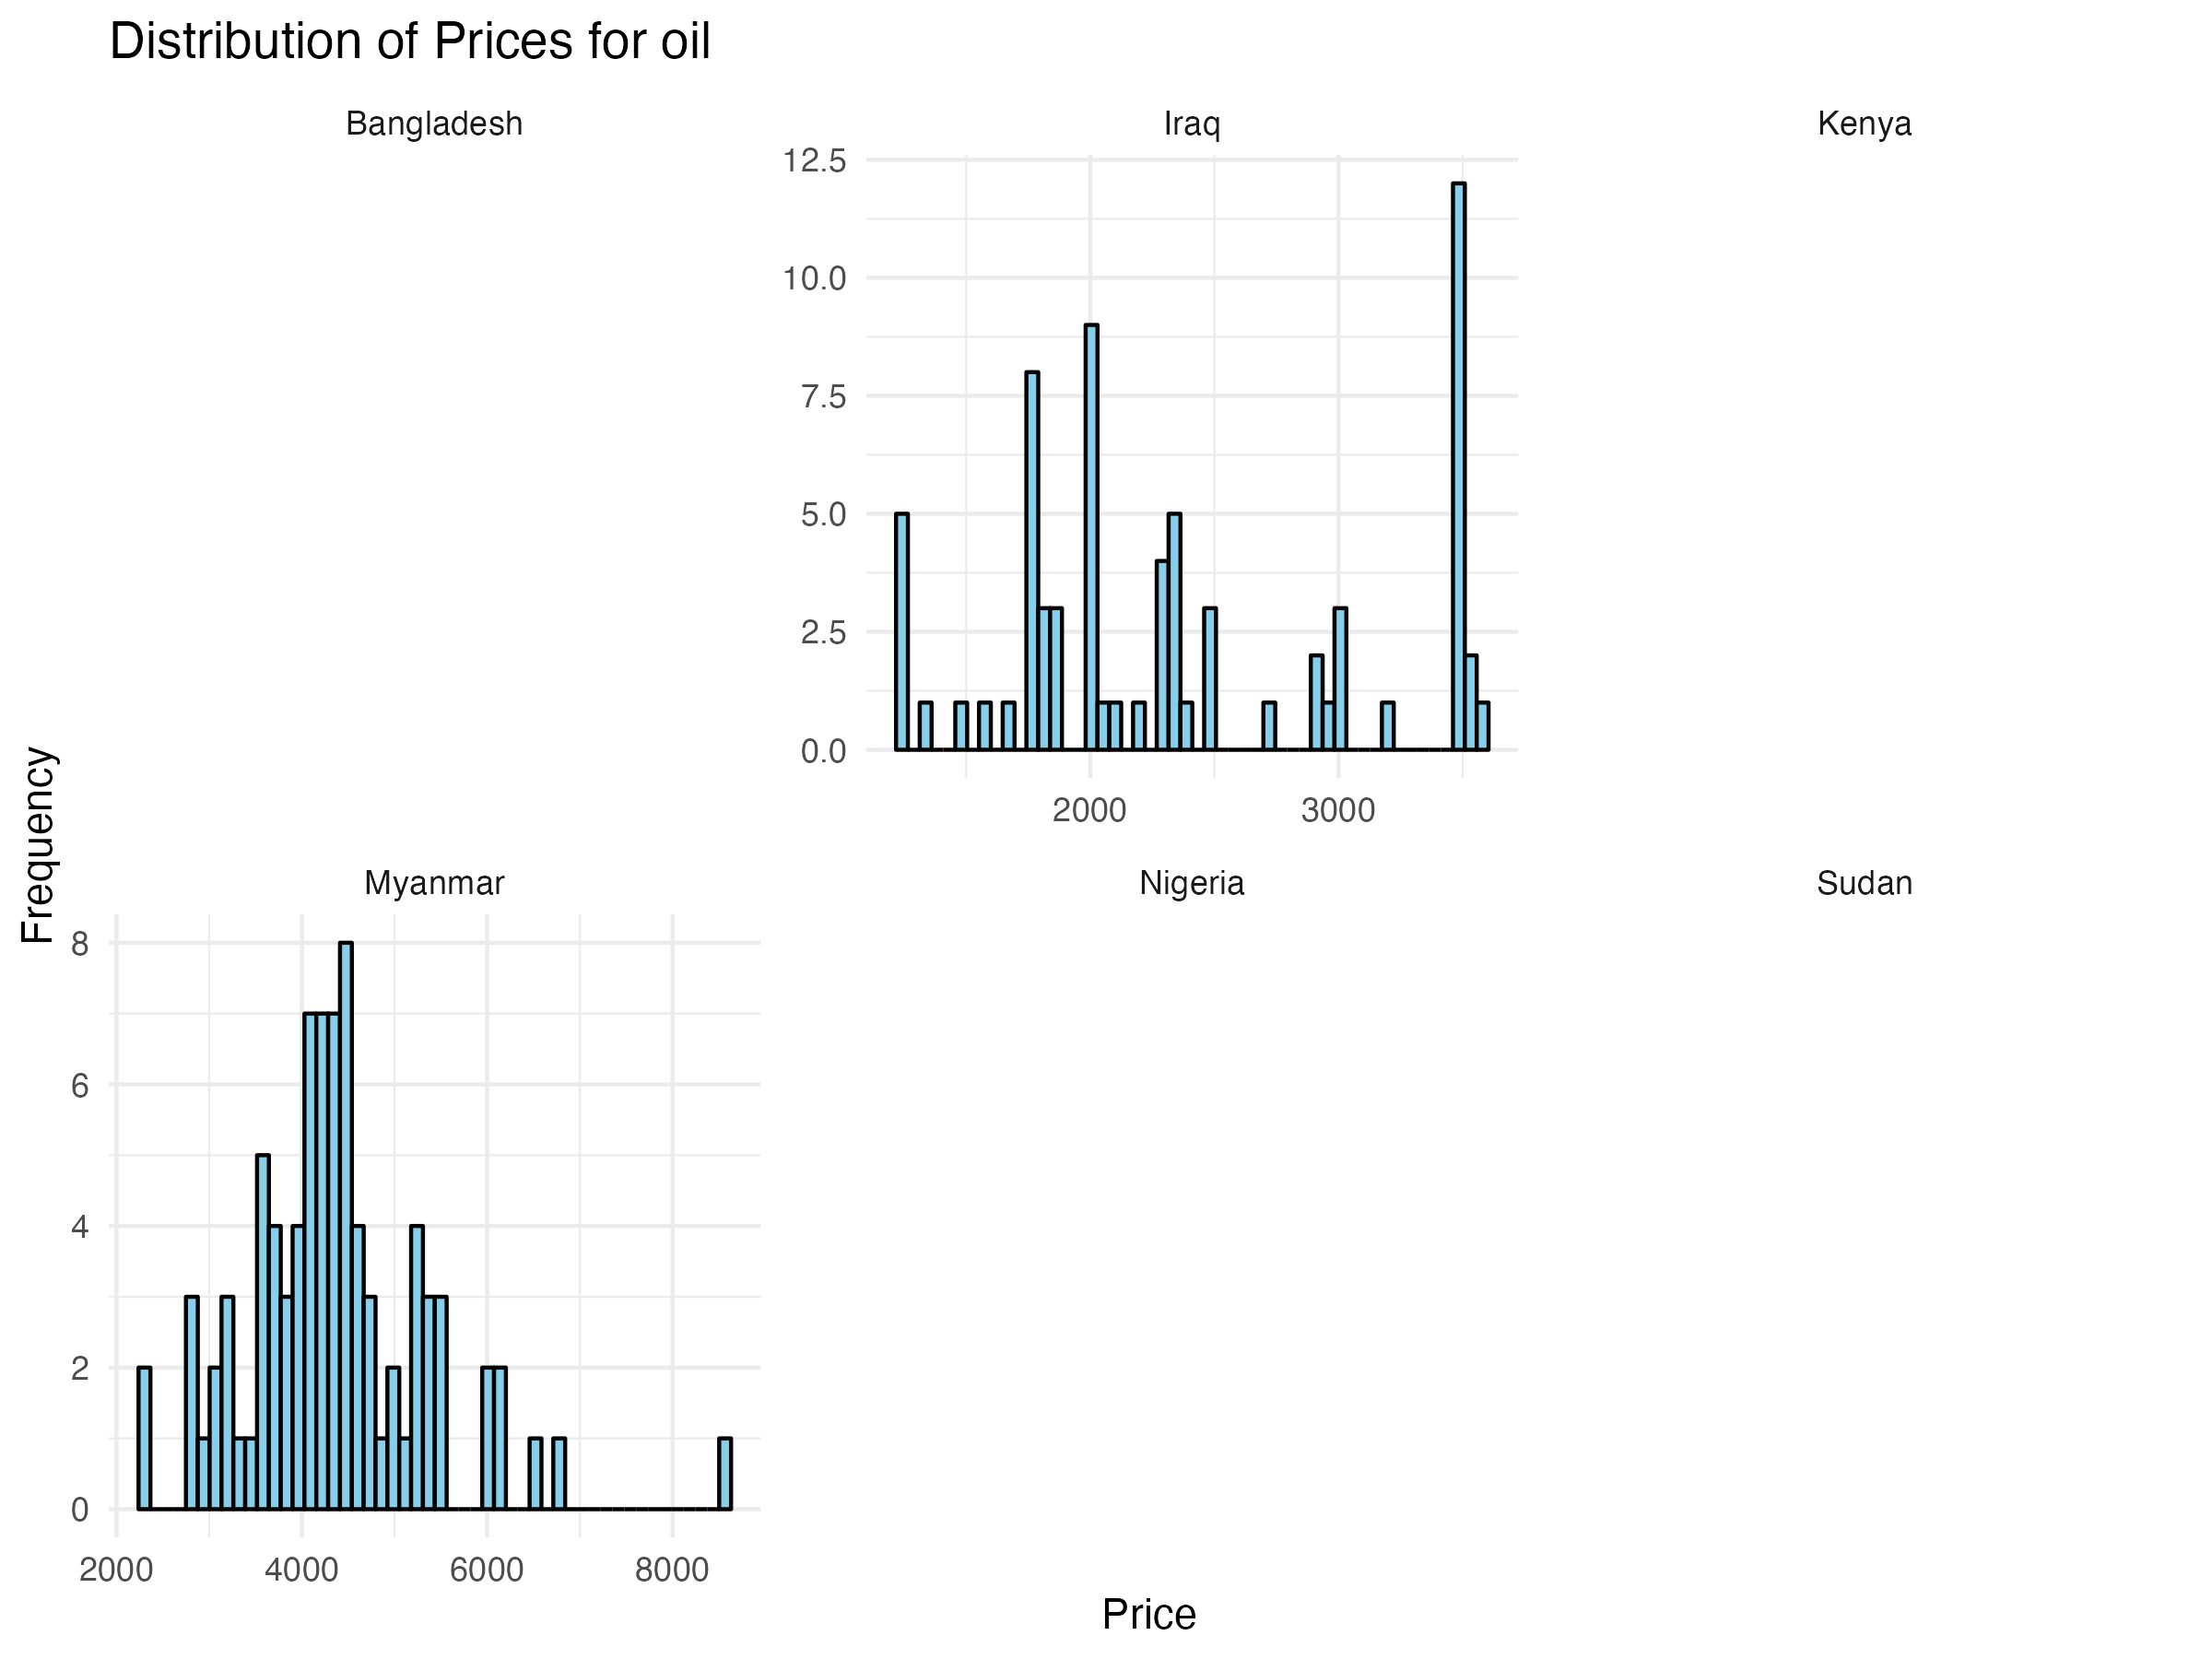 Distribution of Prices for oil
Bangladesh
Iraq
Kenya
12.5
10.0
7.5
5.0
2.5
0.0
2000 3000
Frequency
Myanmar
Nigeria
Sudan
8
6
4
2
0
2000 4000 6000 8000
Price